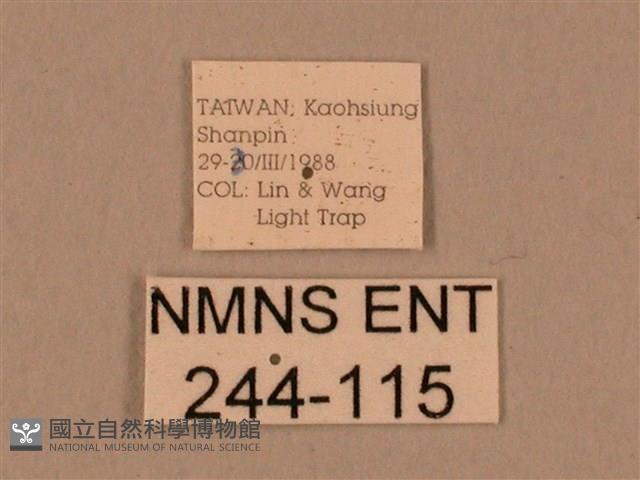 TAIWAN; Kaohsiung
Shanpin
29-30/III/1988
COL: Lin & Wang
Light Trap
NMNS ENT
244-115
國立自然科學博物館
NATIONAL MUSEUM OF NATURAL SCIENCE